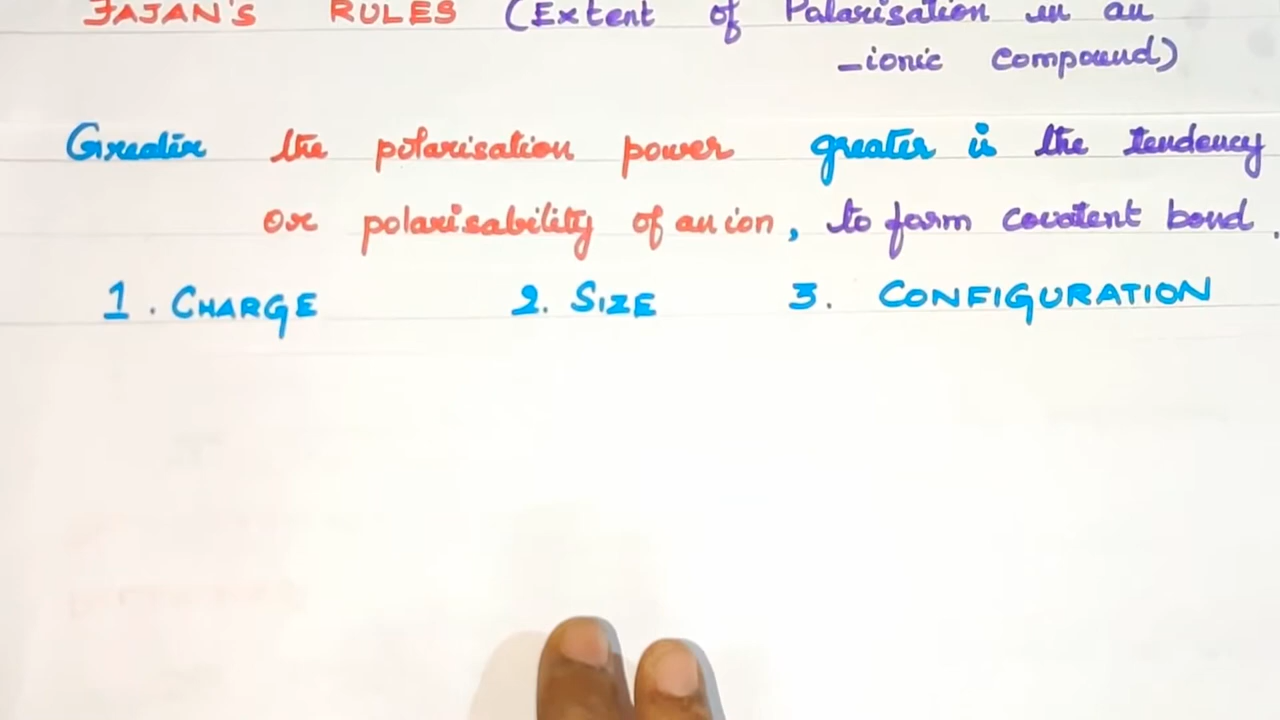 FAJAN'S RULES (Extent of Polarisation in an
-ionic compound)
Greater the polarisation power greater is the tendency
or polarisability of an ion, to form covalent bond.
1. CHARGE 2. SIZE 3. CONFIGURATION